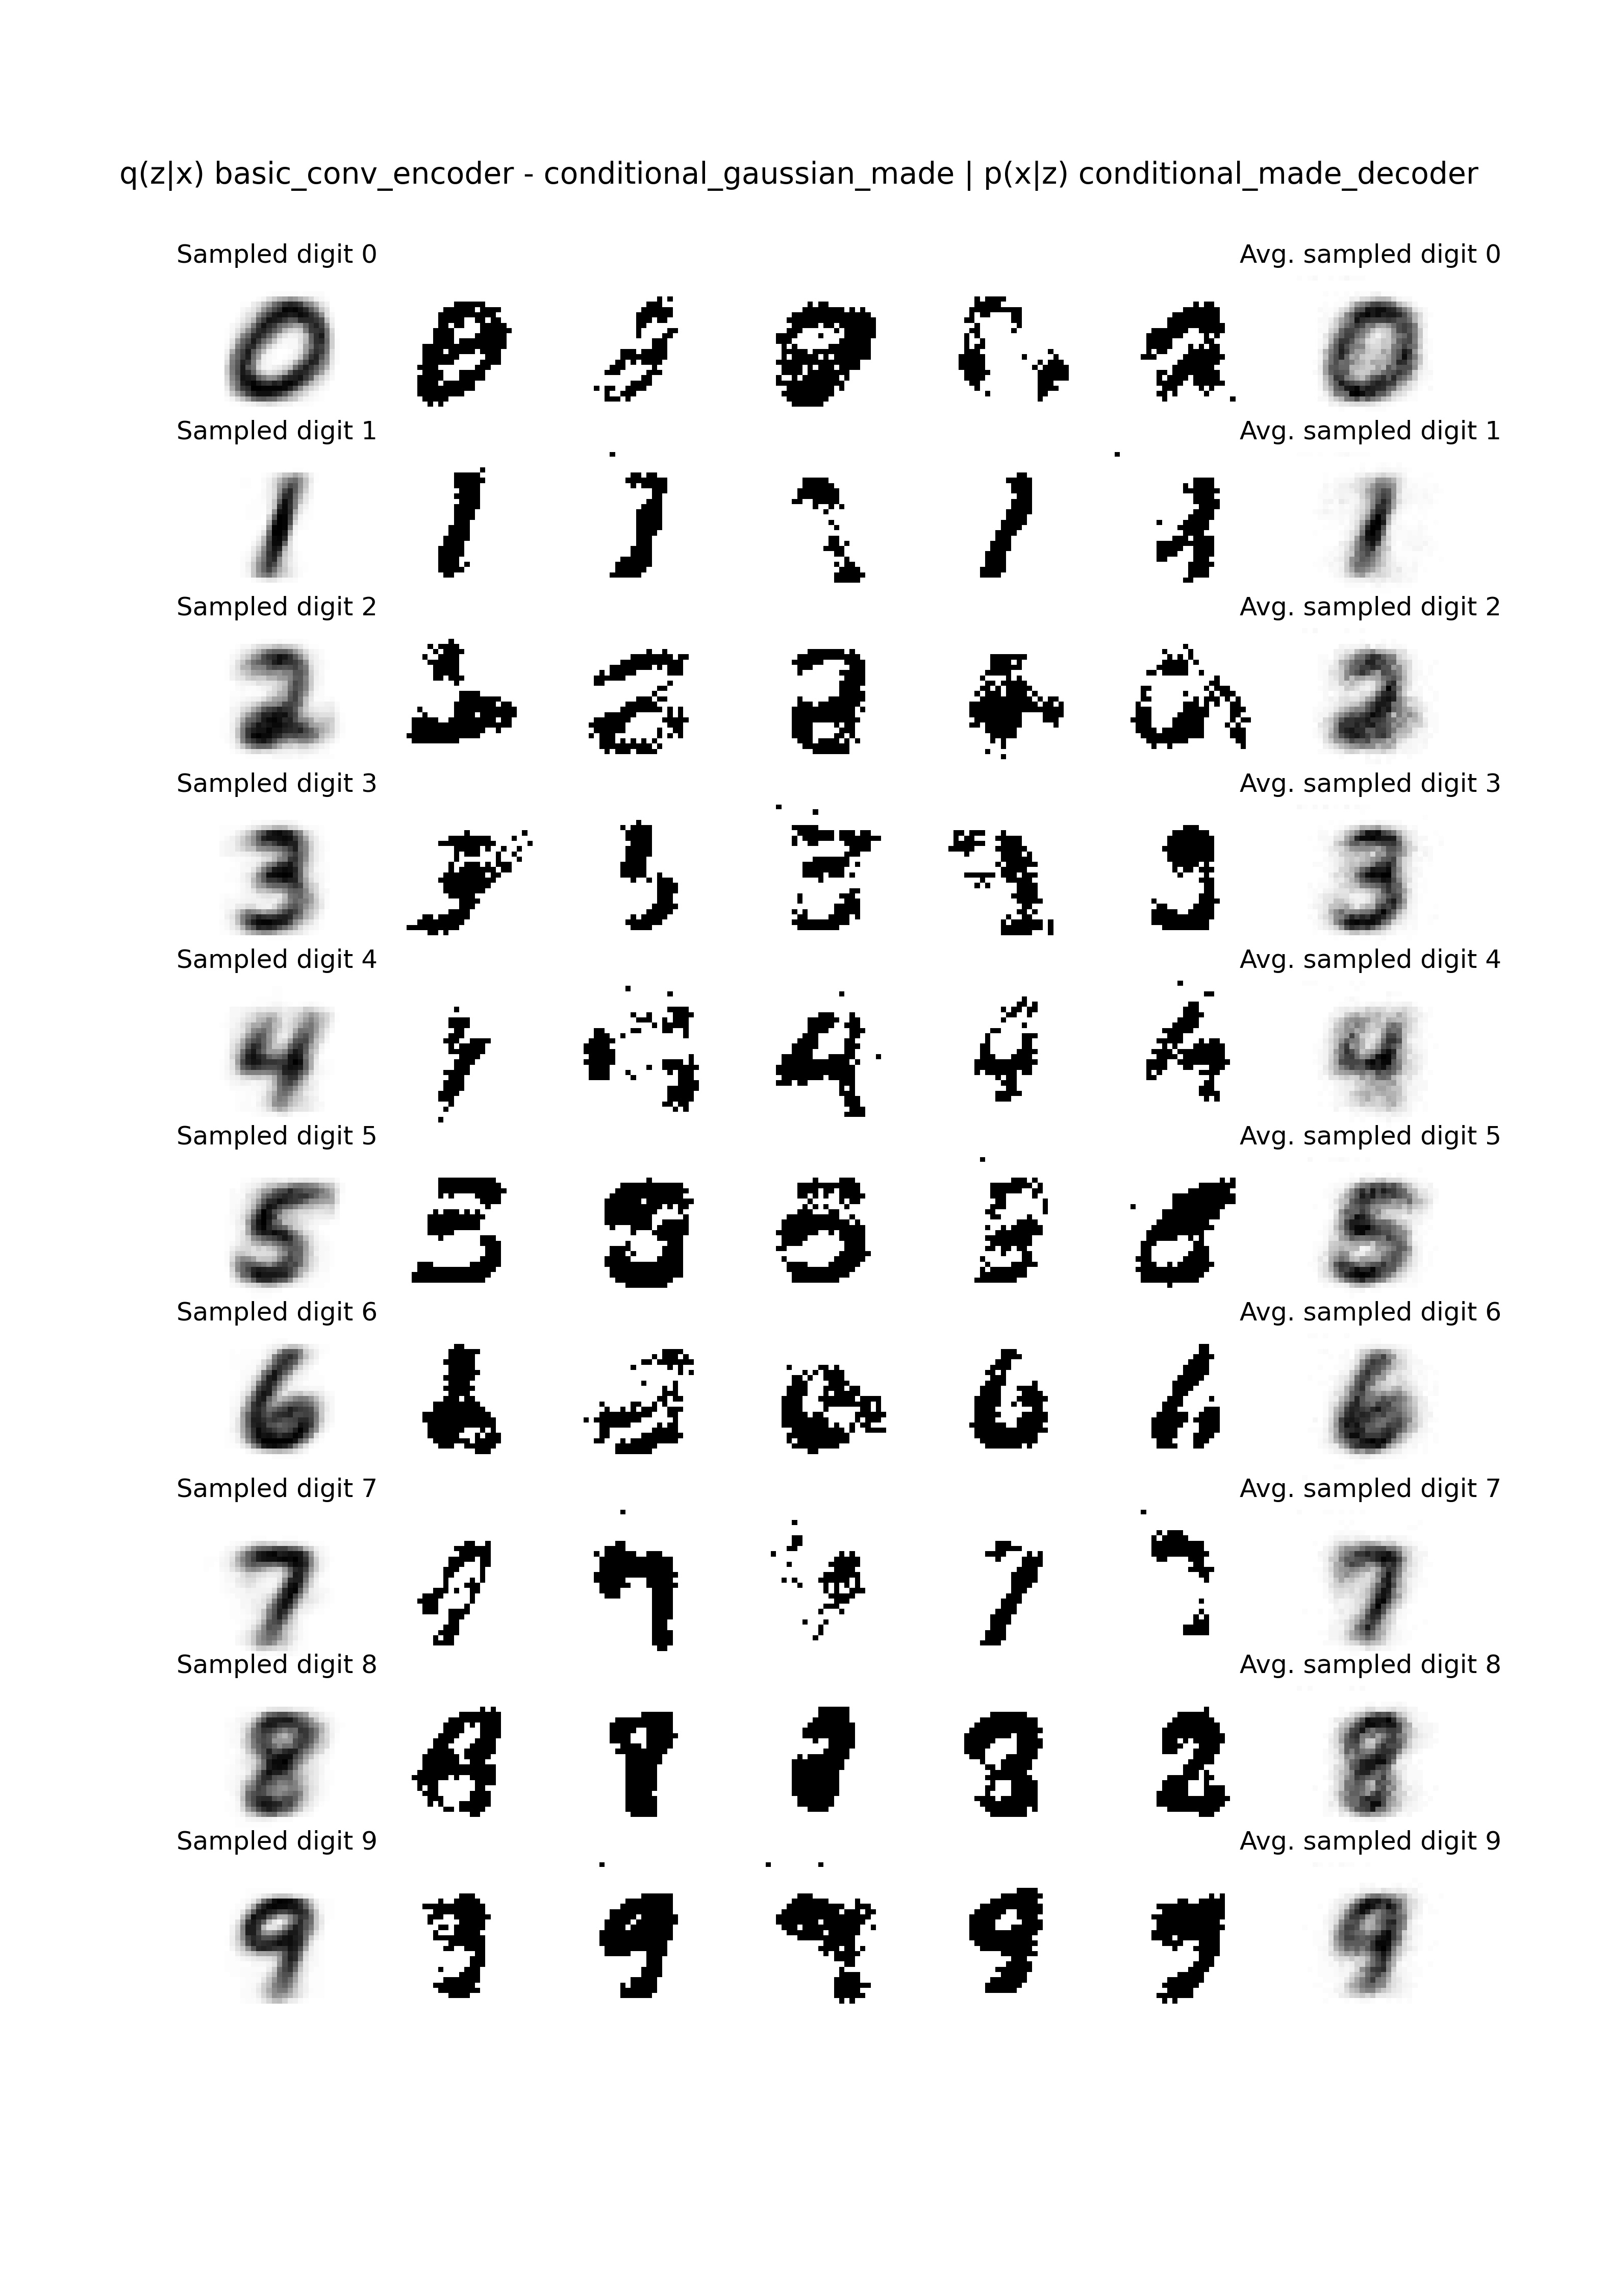 q(z|x) basic_conv_encoder - conditional_gaussian_made | p(x|z) conditional_made_decoder
Sampled digit 0 Avg. sampled digit 0
Sampled digit 1 Avg. sampled digit 1
Sampled digit 2 Avg. sampled digit 2
Sampled digit 3 Avg. sampled digit 3
Sampled digit 4 Avg. sampled digit 4
Sampled digit 5 Avg. sampled digit 5
Sampled digit 6 Avg. sampled digit 6
Sampled digit 7 Avg. sampled digit 7
Sampled digit 8 Avg. sampled digit 8
Sampled digit 9 Avg. sampled digit 9